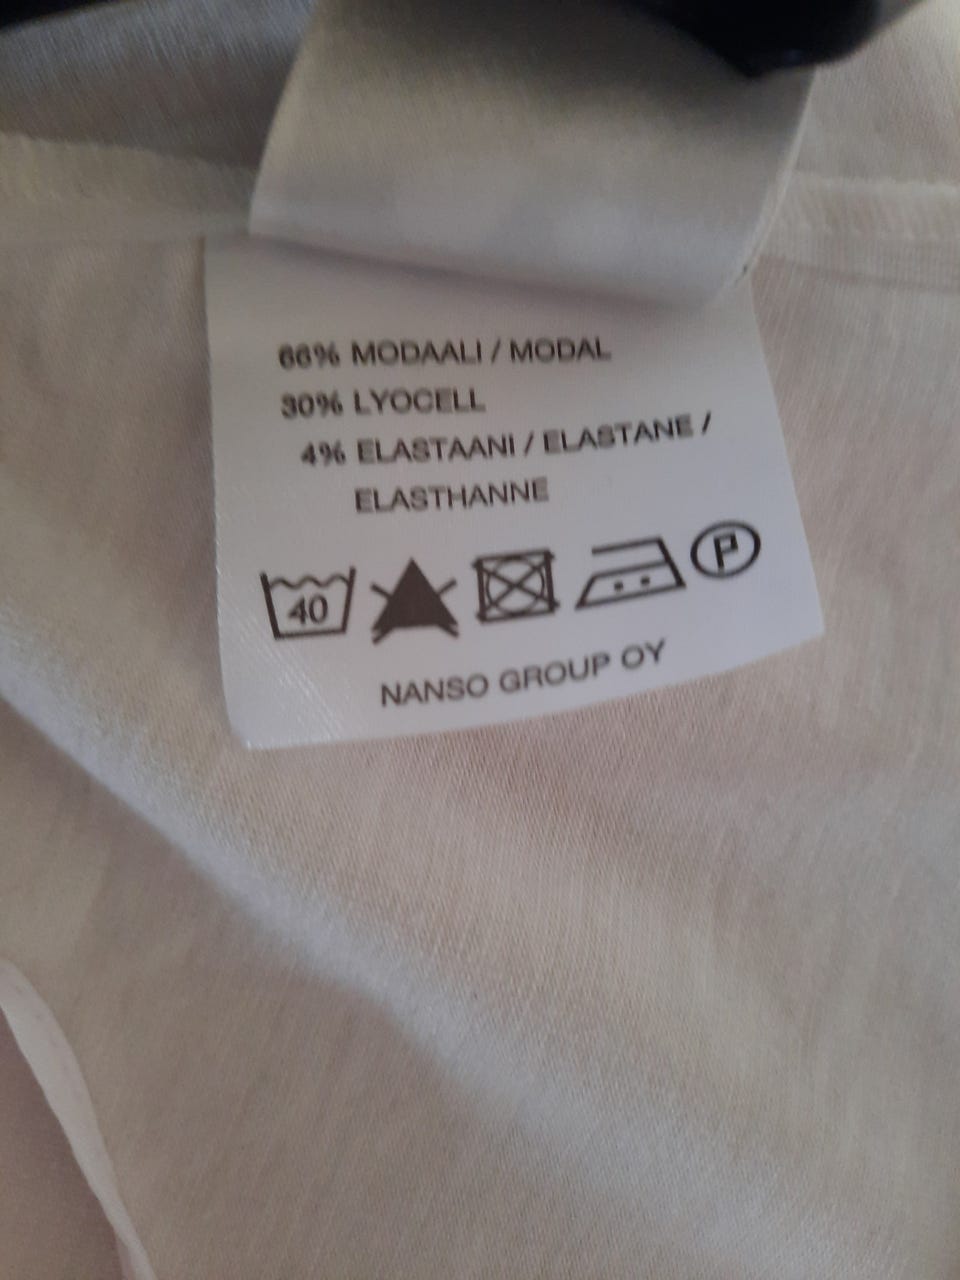 66% MODAALI / MODAL
30% LYOCELL
4% ELASTAANI / ELASTANE /
ELASTHANNE
40 P
NANSO GROUP OY